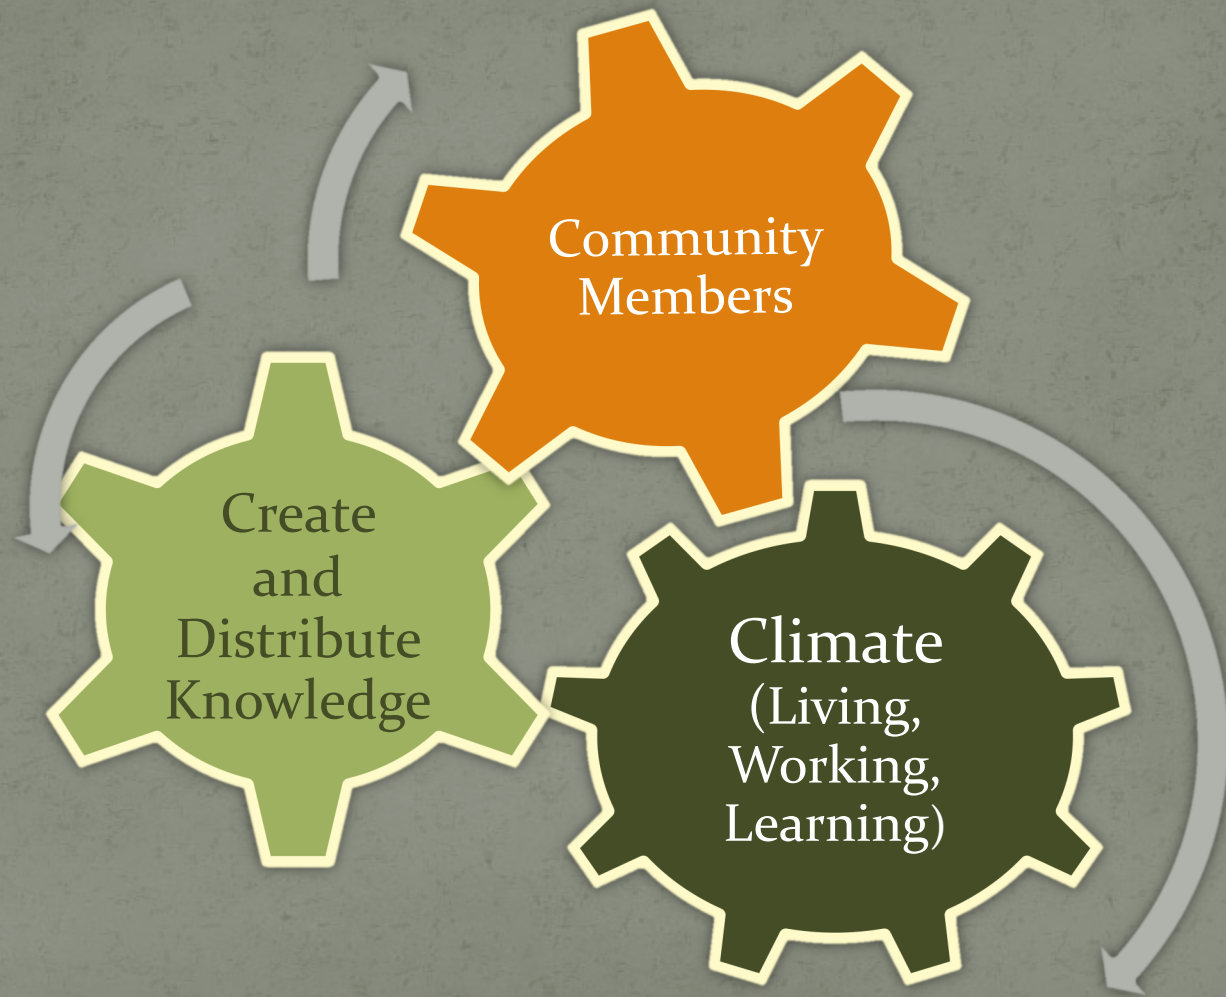 Community
Members
Create
and
Distribute
Knowledge
Climate
(Living,
Working,
Learning)